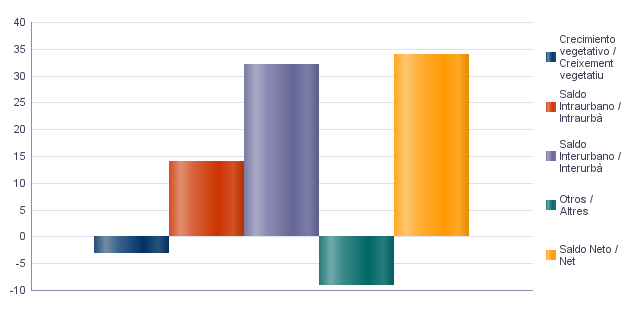 40
35
30
25
20
15
10
5
0
-5
-10
Crecimiento
vegetativo /
Creixement
vegetatiu
Saldo
Intraurbano /
Intraurbà
Saldo
Interurbano /
Interurbà
Otros /
Altres
Saldo Neto /
Net